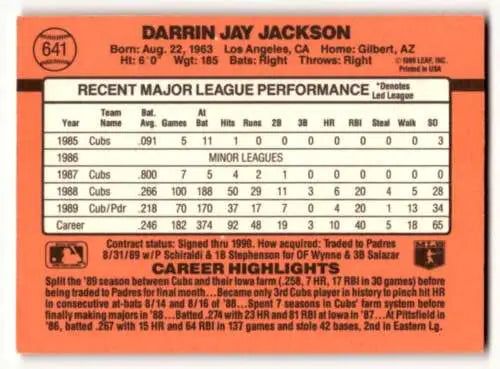 641
DARRIN JAY JACKSON
Born: Aug. 22, 1963 Los Angeles, CA Home: Gilbert, AZ
Ht: 6'0" Wgt: 185 Bats: Right Throws: Right
©1989 LEAF, INC.
Printed in USA
RECENT MAJOR LEAGUE PERFORMANCE *Denotes Led League
Year Team Name Bat. Avg. Games At Bat Hits Runs 2B 3B HR RBI Steal Walk SO
1985 Cubs .091 5 11 1 0 0 0 0 0 0 0 3
1986 MINOR LEAGUES
1987 Cubs .800 7 5 4 2 1 0 0 0 0 0 0
1988 Cubs .266 100 188 50 29 11 3 6 20 4 5 28
1989 Cub/Pdr .218 70 170 37 17 7 0 4 20 1 13 34
Career .246 182 374 92 48 19 3 10 40 5 18 65
Contract status: Signed thru 1990. How acquired: Traded to Padres
8/31/89 w/P Schiraldi & 1B Stephenson for OF Wynne & 3B Salazar
CAREER HIGHLIGHTS
Split the '89 season between Cubs and their Iowa farm (.258, 7 HR, 17 RBI in 30 games) before
being traded to Padres for final month...Became only 3rd Cubs player in history to pinch hit HR
in consecutive at-bats 8/14 and 8/16 of '88...Spent 7 seasons in Cubs' farm system before
finally making majors in '88...Batted .274 with 23 HR and 81 RBI at Iowa in '87...At Pittsfield in
'86, batted .267 with 15 HR and 64 RBI in 137 games and stole 42 bases, 2nd in Eastern Lg.